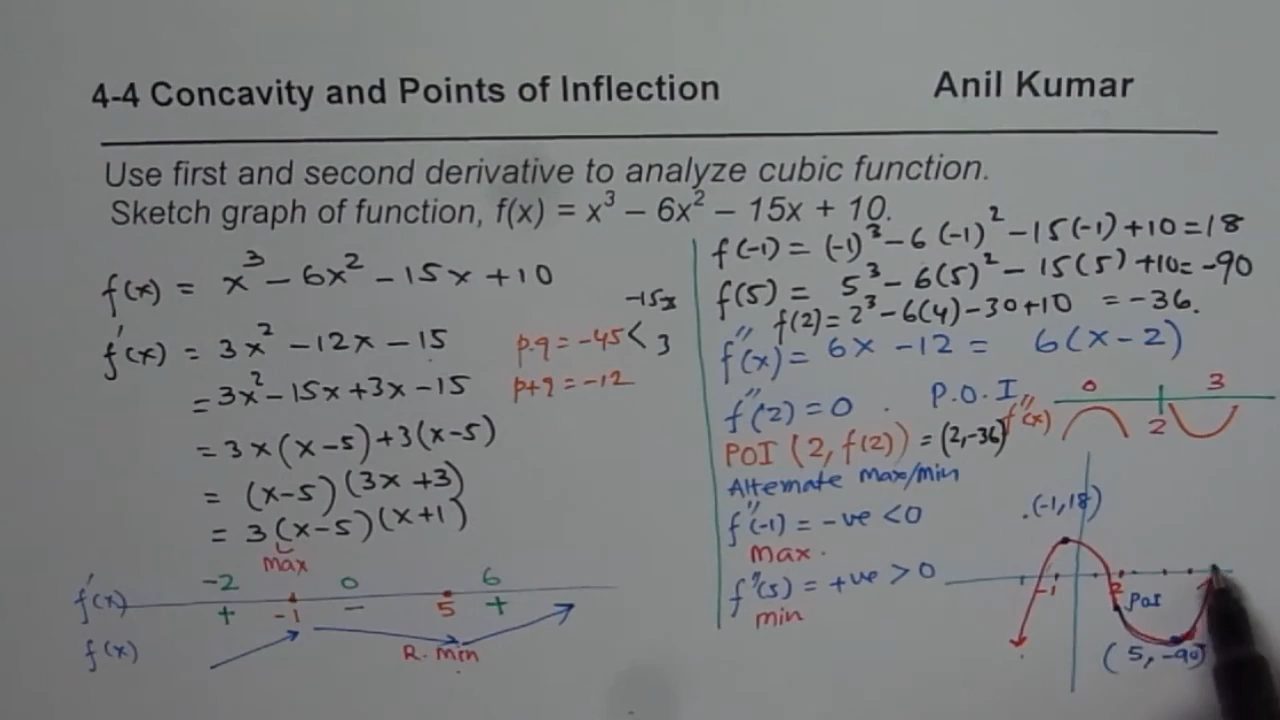 4-4 Concavity and Points of Inflection
Anil Kumar
Use first and second derivative to analyze cubic function.
Sketch graph of function, f(x) = x³ – 6x² – 15x + 10.
f(x) = x³ - 6x² - 15x + 10
f'(x) = 3x² - 12x - 15
= 3x² - 15x + 3x - 15
= 3x(x-5) + 3(x-5)
= (x-5)(3x+3)
= 3(x-5)(x+1)
p.q = -45 < -15x
3
p+q = -12
max
-2 0 6
f'(x) + -1 - 5 +
f(x)
R. min
f(-1) = (-1)³ - 6(-1)² - 15(-1) + 10 = 18
f(5) = 5³ - 6(5)² - 15(5) + 10 = -90
f(2) = 2³ - 6(4) - 30 + 10 = -36.
f''(x) = 6x - 12 = 6(x-2)
f''(2) = 0 . P.O.I
POI (2, f(2)) = (2,-36)
0 3
f''(x) 2
Alternate Max/min
f''(-1) = -ve < 0
max.
f''(5) = +ve > 0
min
(-1,18)
-1 2
POI
(5,-90)